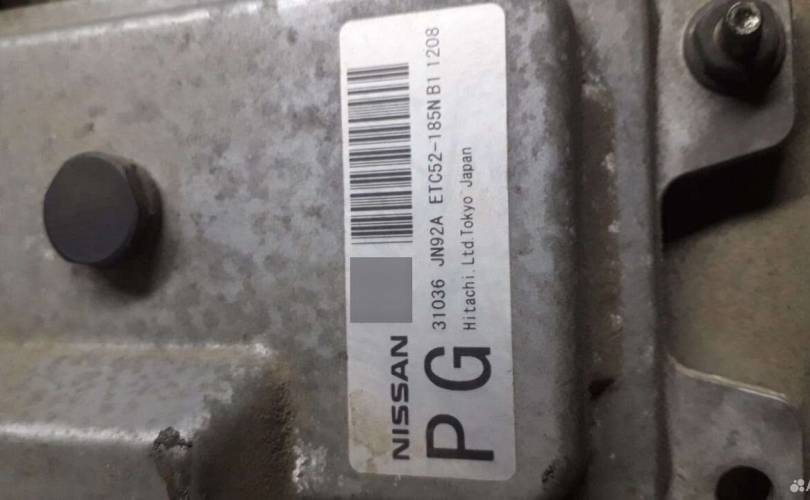 NISSAN
PG
31036 JN92A ETC52-185N B1 1208
Hitachi.Ltd.Tokyo Japan